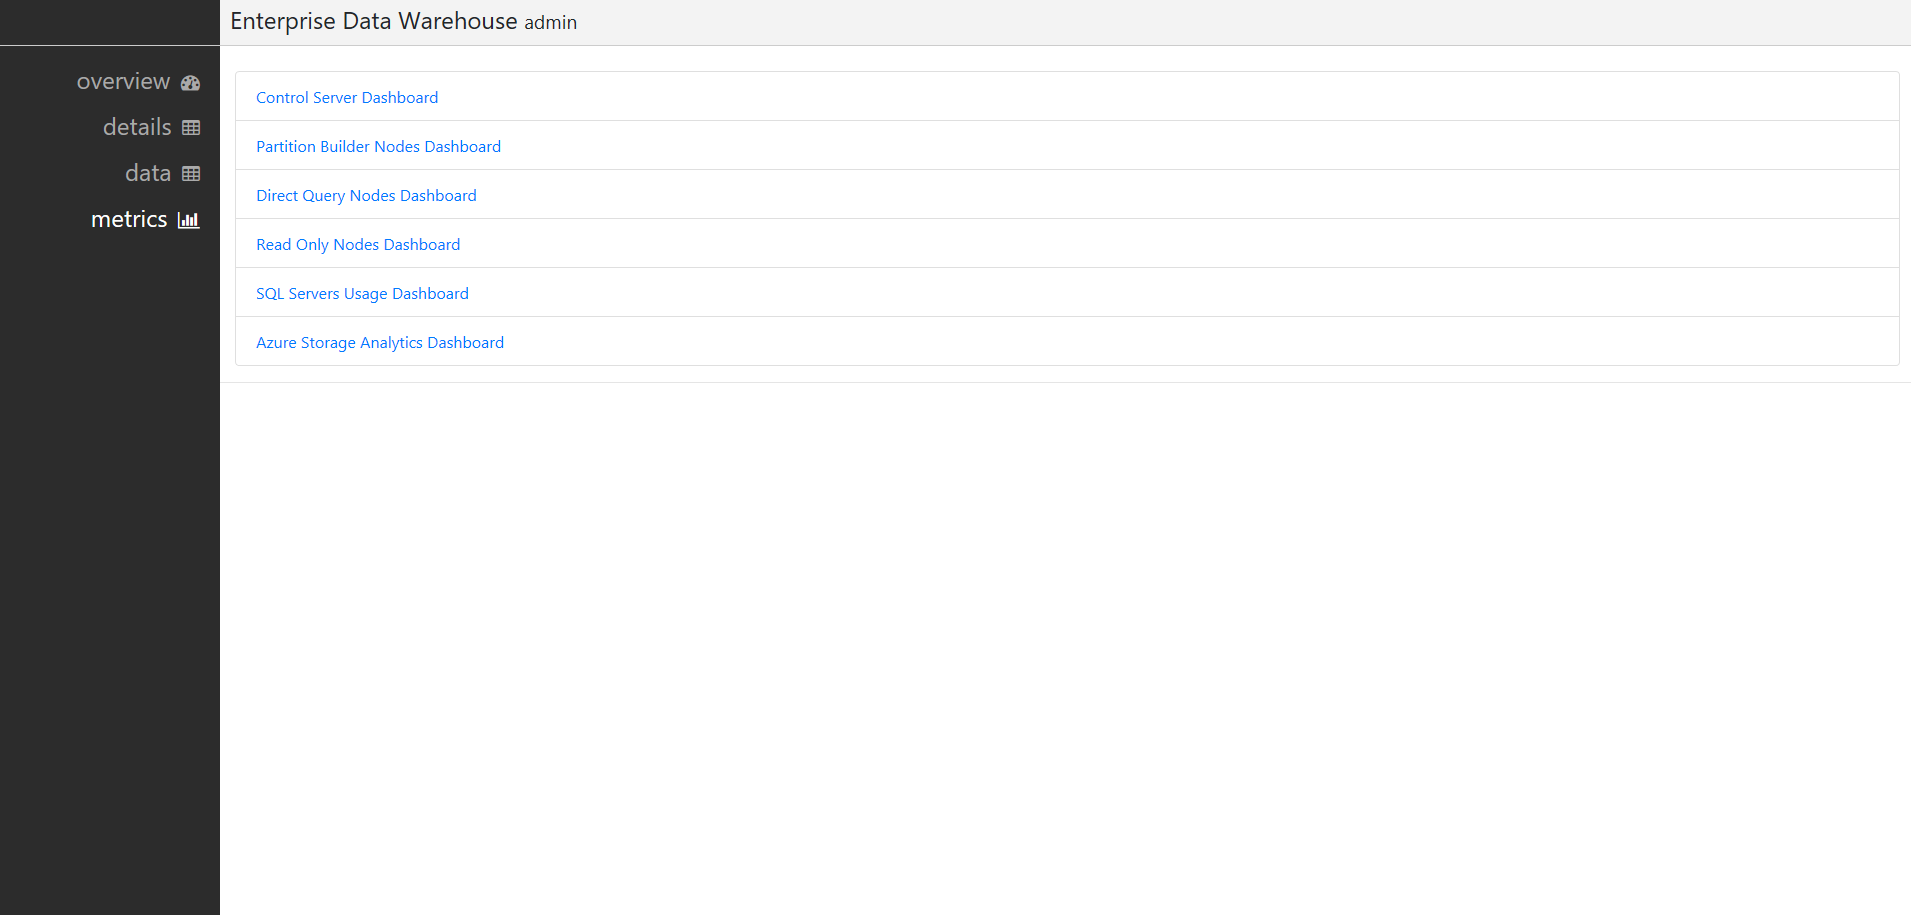 Enterprise Data Warehouse admin
overview
details
data
metrics
Control Server Dashboard
Partition Builder Nodes Dashboard
Direct Query Nodes Dashboard
Read Only Nodes Dashboard
SQL Servers Usage Dashboard
Azure Storage Analytics Dashboard